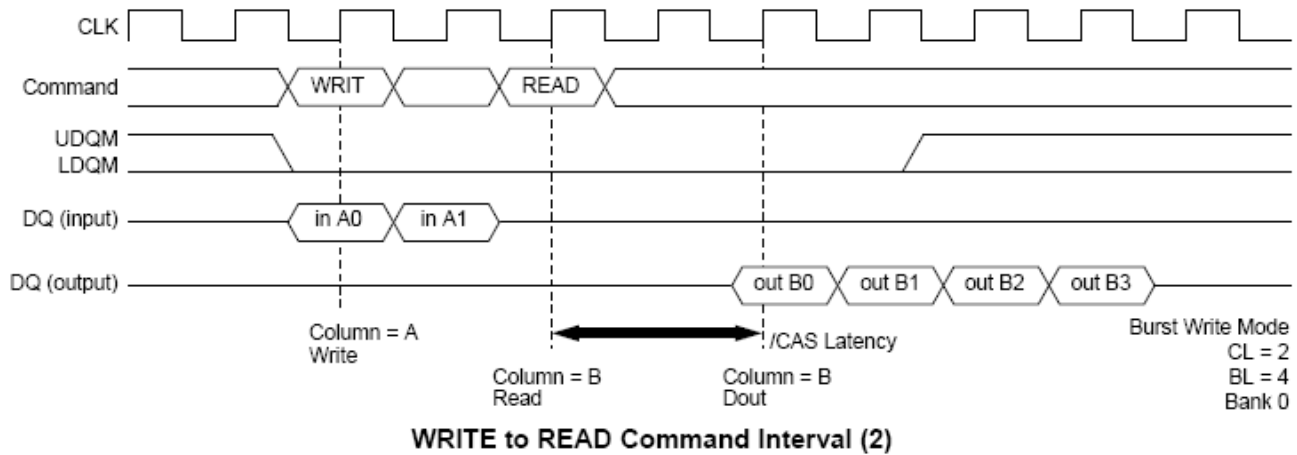 CLK
Command
WRIT
READ
UDQM
LDQM
DQ (input)
in A0
in A1
DQ (output)
out B0
out B1
out B2
out B3
Column = A
Write
/CAS Latency
Column = B
Read
Column = B
Dout
Burst Write Mode
CL = 2
BL = 4
Bank 0
WRITE to READ Command Interval (2)